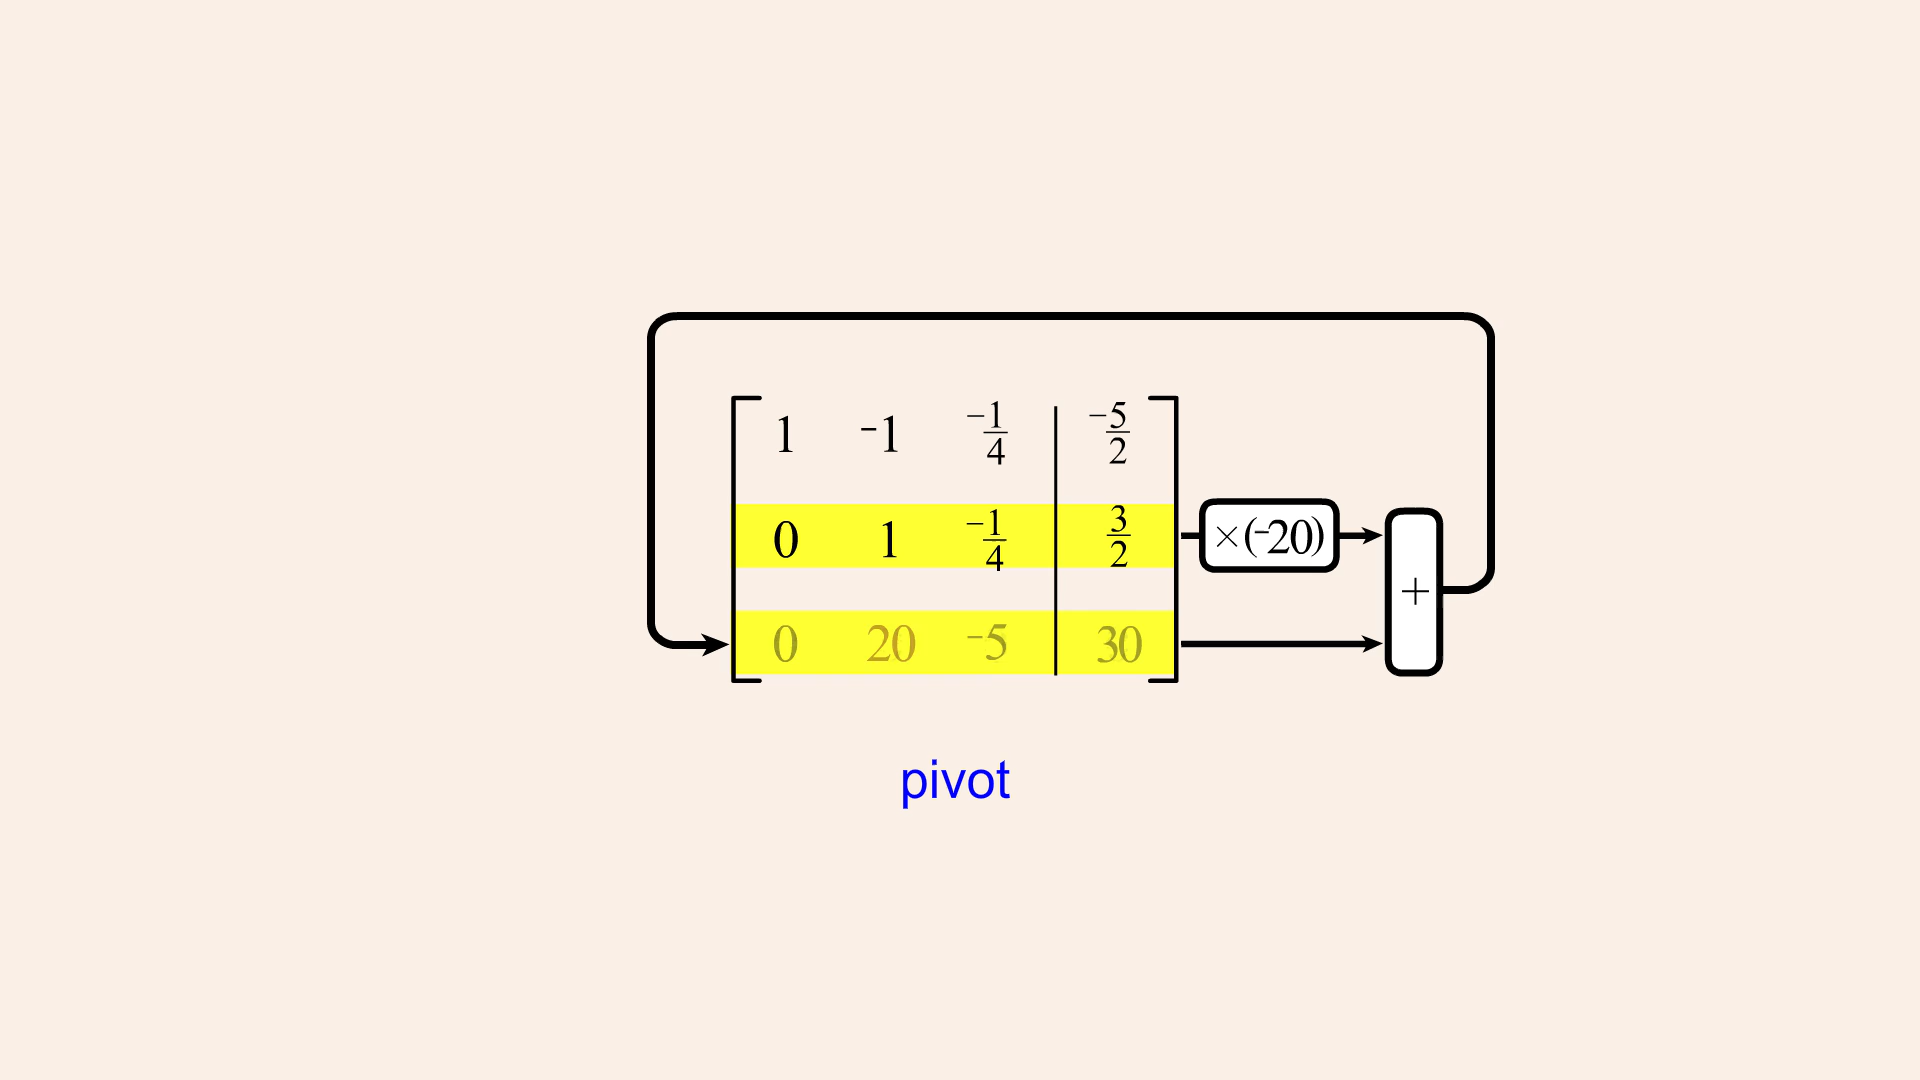 1 -1 -1/4 -5/2
0 1 -1/4 3/2 ×(-20)
+
0 20 -5 30
pivot